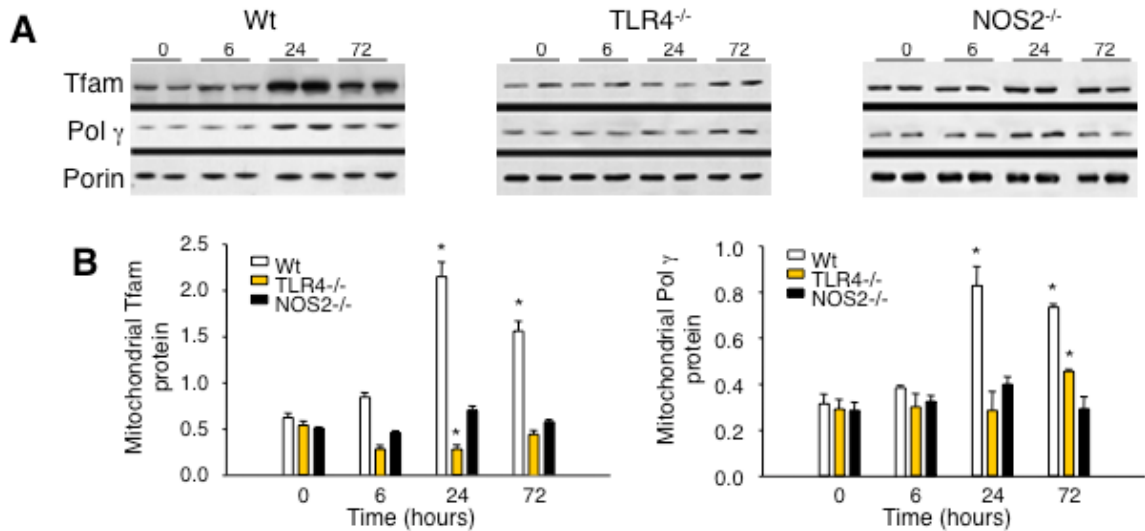 A
Wt TLR4-/- NOS2-/-
0 6 24 72 0 6 24 72 0 6 24 72
Tfam
Pol γ
Porin
B
Mitochondrial Tfam
protein
2.5
2.0
1.5
1.0
0.5
0.0
Wt
TLR4-/-
NOS2-/-
* * *
0 6 24 72
Time (hours)
Mitochondrial Pol γ
protein
1.0
0.8
0.6
0.4
0.2
0.0
Wt
TLR4-/-
NOS2-/-
* * *
0 6 24 72
Time (hours)